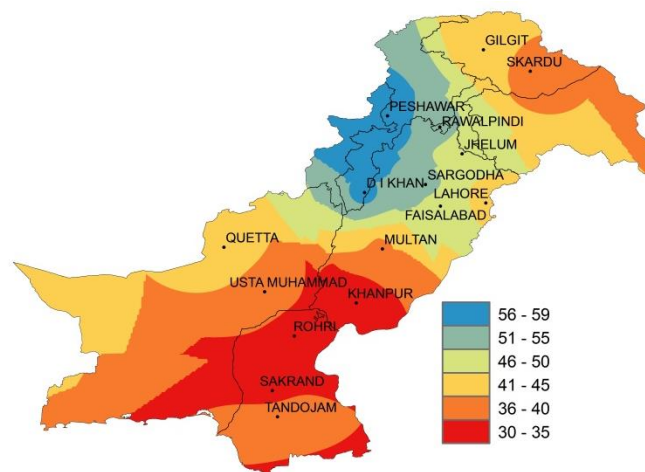 GILGIT
SKARDU
PESHAWAR
RAWALPINDI
JHELUM
SARGODHA
D I KHAN
LAHORE
FAISALABAD
QUETTA
MULTAN
USTA MUHAMMAD
KHANPUR
ROHRI
SAKRAND
TANDOJAM
56 - 59
51 - 55
46 - 50
41 - 45
36 - 40
30 - 35